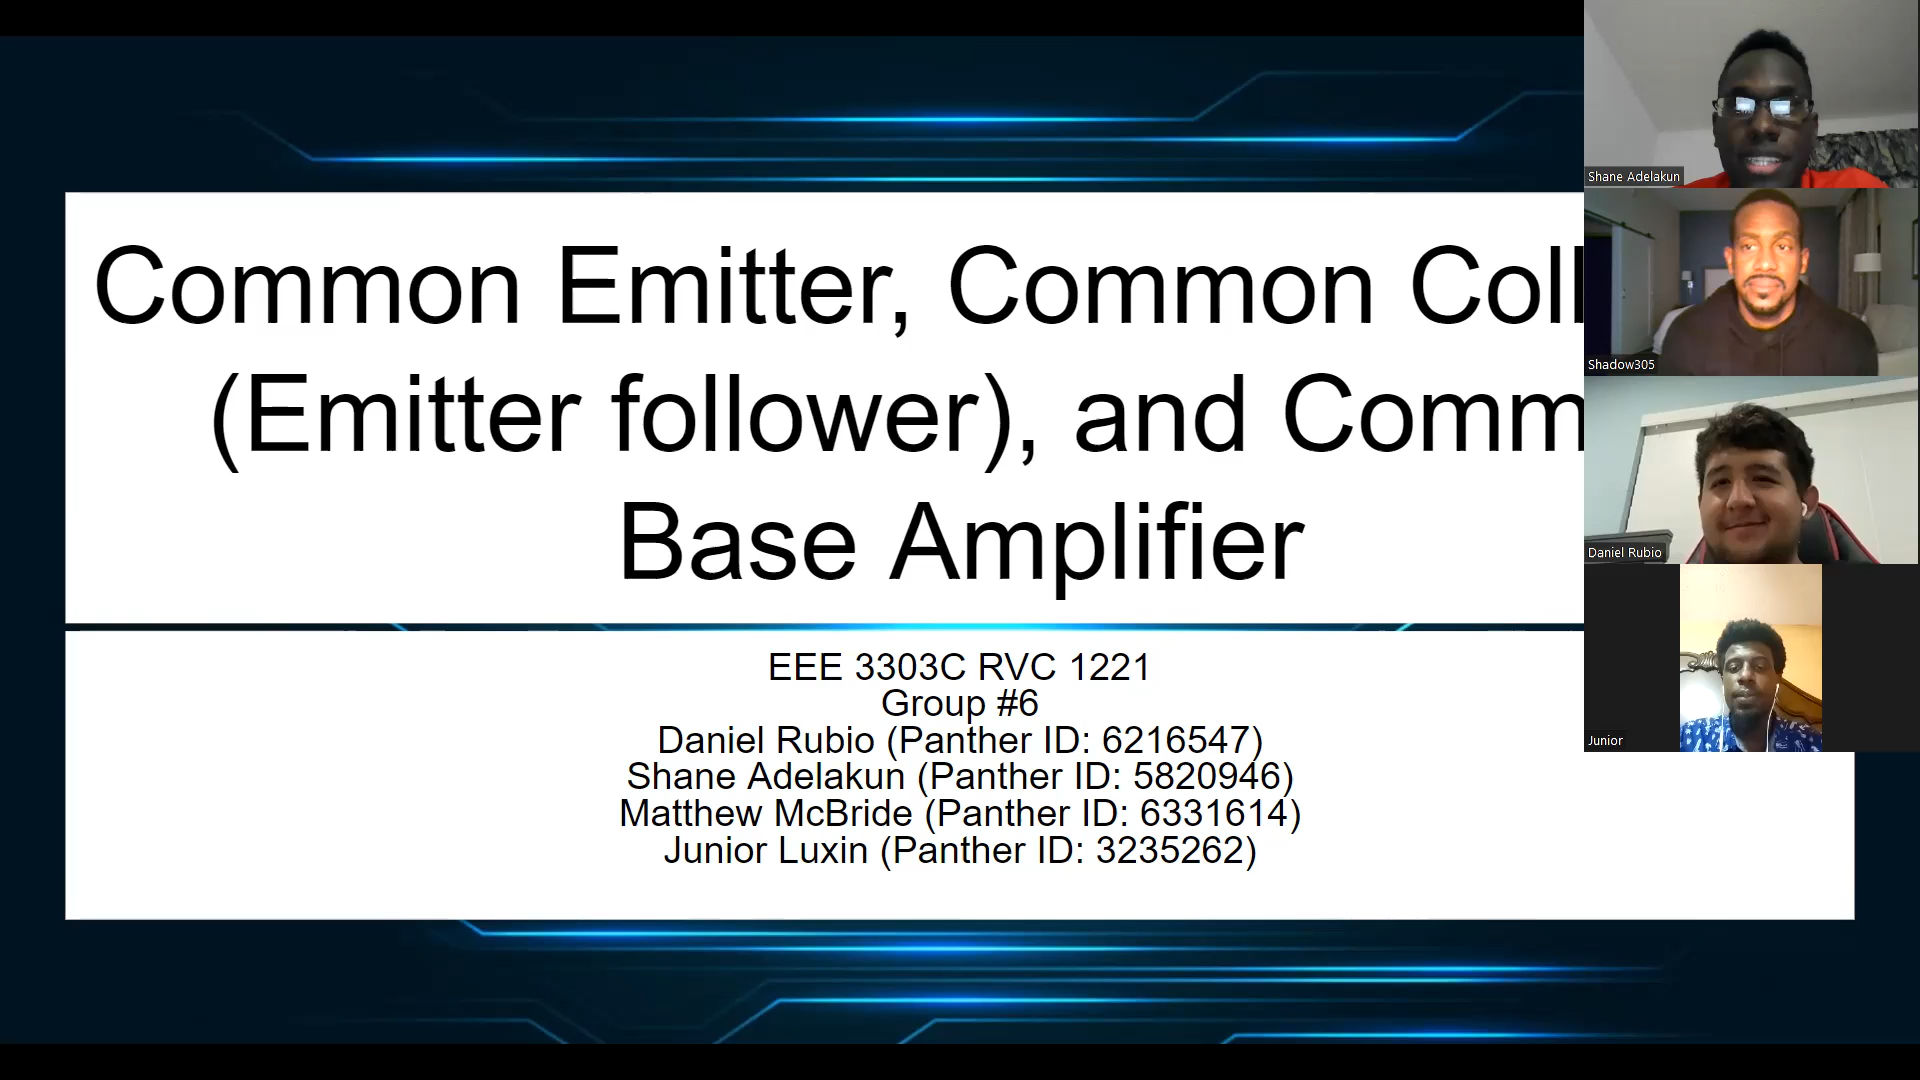 Common Emitter, Common Coll
(Emitter follower), and Comm
Base Amplifier
EEE 3303C RVC 1221
Group #6
Daniel Rubio (Panther ID: 6216547)
Shane Adelakun (Panther ID: 5820946)
Matthew McBride (Panther ID: 6331614)
Junior Luxin (Panther ID: 3235262)
Shane Adelakun
Shadow305
Daniel Rubio
Junior